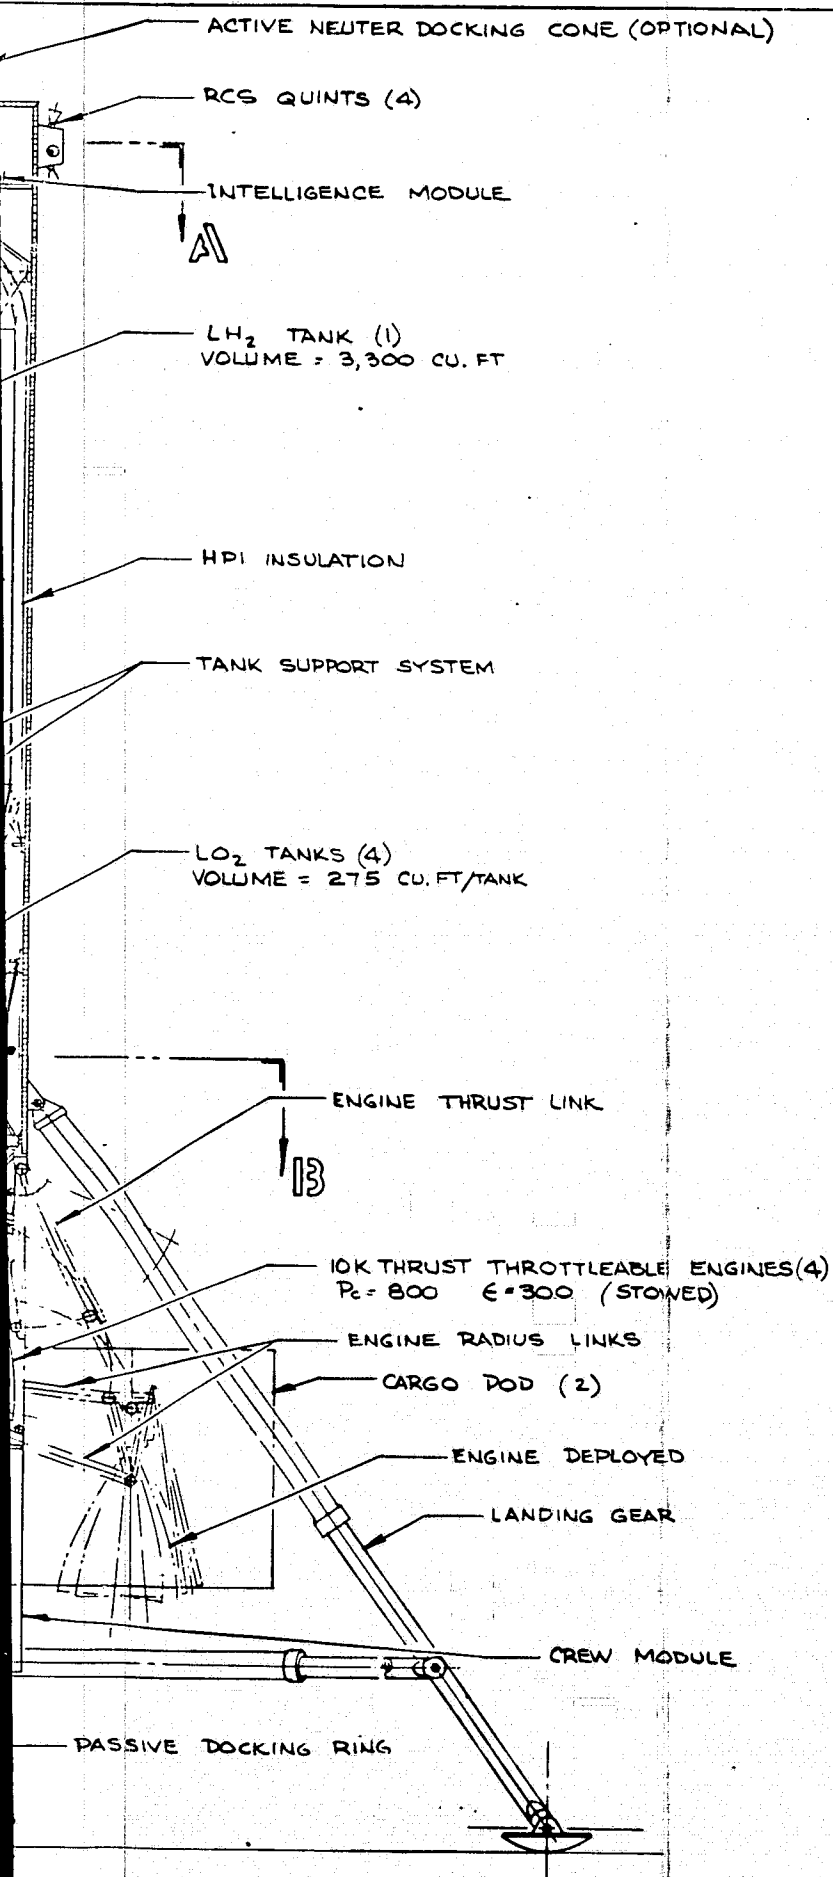 ACTIVE NEUTER DOCKING CONE (OPTIONAL)
RCS QUINTS (4)
INTELLIGENCE MODULE
A
LH₂ TANK (1)
VOLUME = 3,300 CU. FT
HPI INSULATION
TANK SUPPORT SYSTEM
LO₂ TANKS (4)
VOLUME = 275 CU. FT/TANK
ENGINE THRUST LINK
B
10K THRUST THROTTLEABLE ENGINES (4)
Pc = 800 ε = 300 (STOWED)
ENGINE RADIUS LINKS
CARGO POD (2)
ENGINE DEPLOYED
LANDING GEAR
CREW MODULE
PASSIVE DOCKING RING